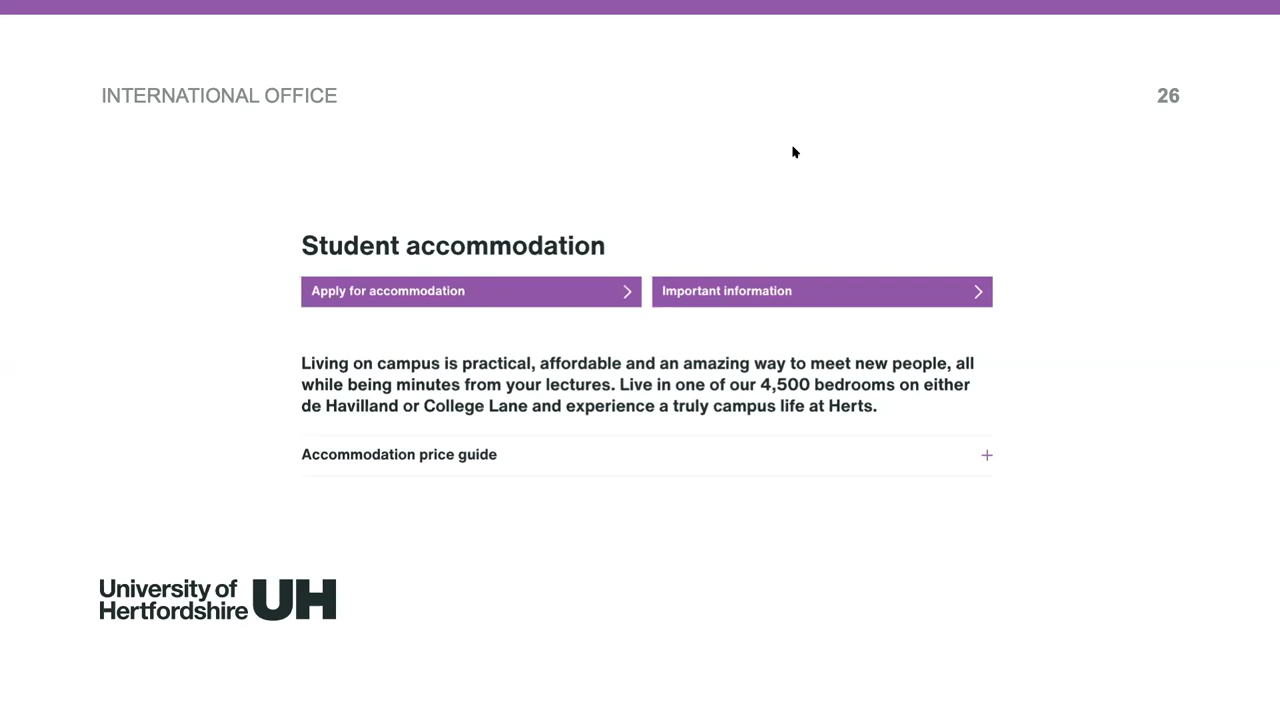 INTERNATIONAL OFFICE
26
Student accommodation
Apply for accommodation
Important information
Living on campus is practical, affordable and an amazing way to meet new people, all
while being minutes from your lectures. Live in one of our 4,500 bedrooms on either
de Havilland or College Lane and experience a truly campus life at Herts.
Accommodation price guide
University of
Hertfordshire
UH